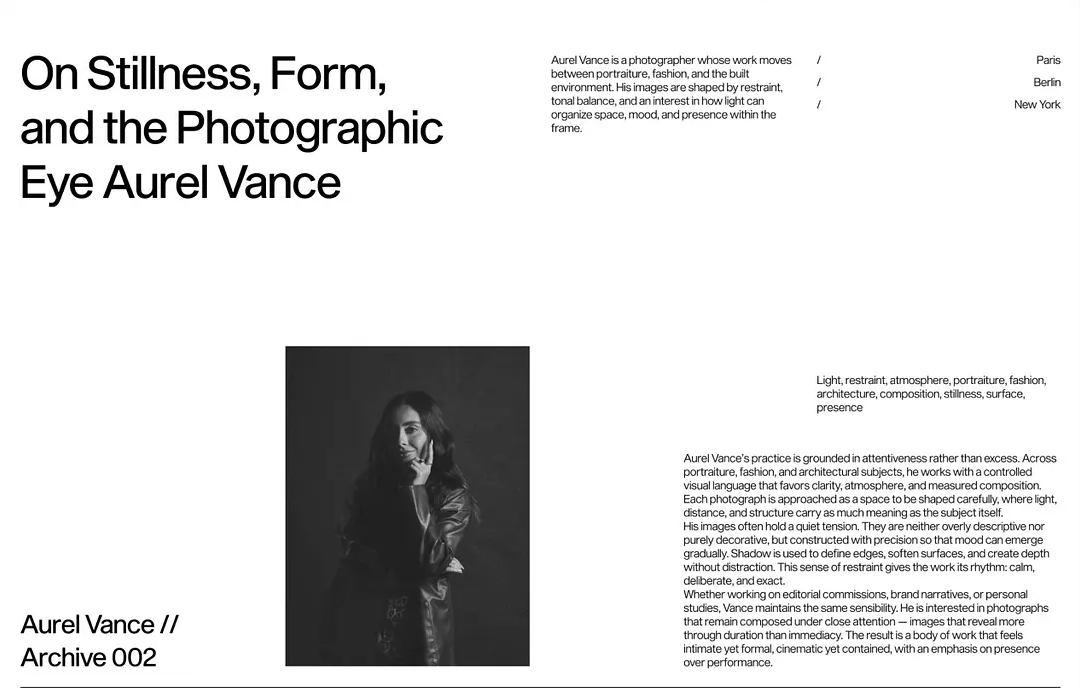 On Stillness, Form,
and the Photographic
Eye Aurel Vance
Aurel Vance is a photographer whose work moves
between portraiture, fashion, and the built
environment. His images are shaped by restraint,
tonal balance, and an interest in how light can
organize space, mood, and presence within the
frame.
/ Paris
/ Berlin
/ New York
Light, restraint, atmosphere, portraiture, fashion,
architecture, composition, stillness, surface,
presence
Aurel Vance's practice is grounded in attentiveness rather than excess. Across
portraiture, fashion, and architectural subjects, he works with a controlled
visual language that favors clarity, atmosphere, and measured composition.
Each photograph is approached as a space to be shaped carefully, where light,
distance, and structure carry as much meaning as the subject itself.
His images often hold a quiet tension. They are neither overly descriptive nor
purely decorative, but constructed with precision so that mood can emerge
gradually. Shadow is used to define edges, soften surfaces, and create depth
without distraction. This sense of restraint gives the work its rhythm: calm,
deliberate, and exact.
Whether working on editorial commissions, brand narratives, or personal
studies, Vance maintains the same sensibility. He is interested in photographs
that remain composed under close attention — images that reveal more
through duration than immediacy. The result is a body of work that feels
intimate yet formal, cinematic yet contained, with an emphasis on presence
over performance.
Aurel Vance //
Archive 002